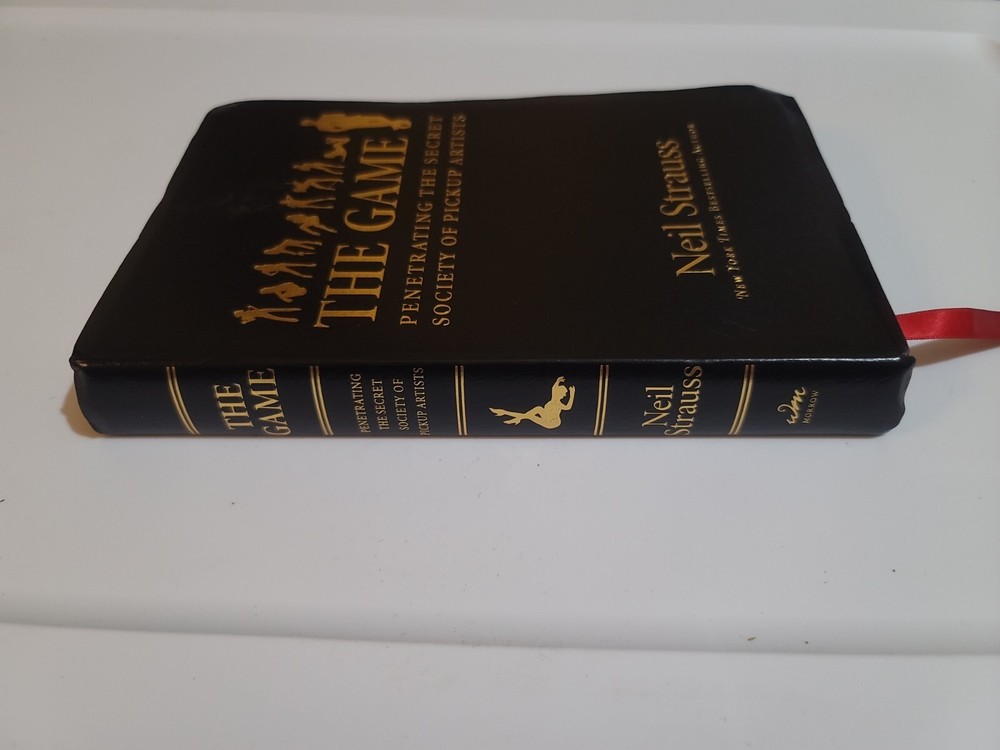 THE GAME
PENETRATING THE SECRET
SOCIETY OF PICKUP ARTISTS
Neil Strauss
NEW YORK TIMES BESTSELLING AUTHOR
THE
GAME
PENETRATING
THE SECRET
SOCIETY OF
PICKUP ARTISTS
Neil
Strauss
wm
MORROW